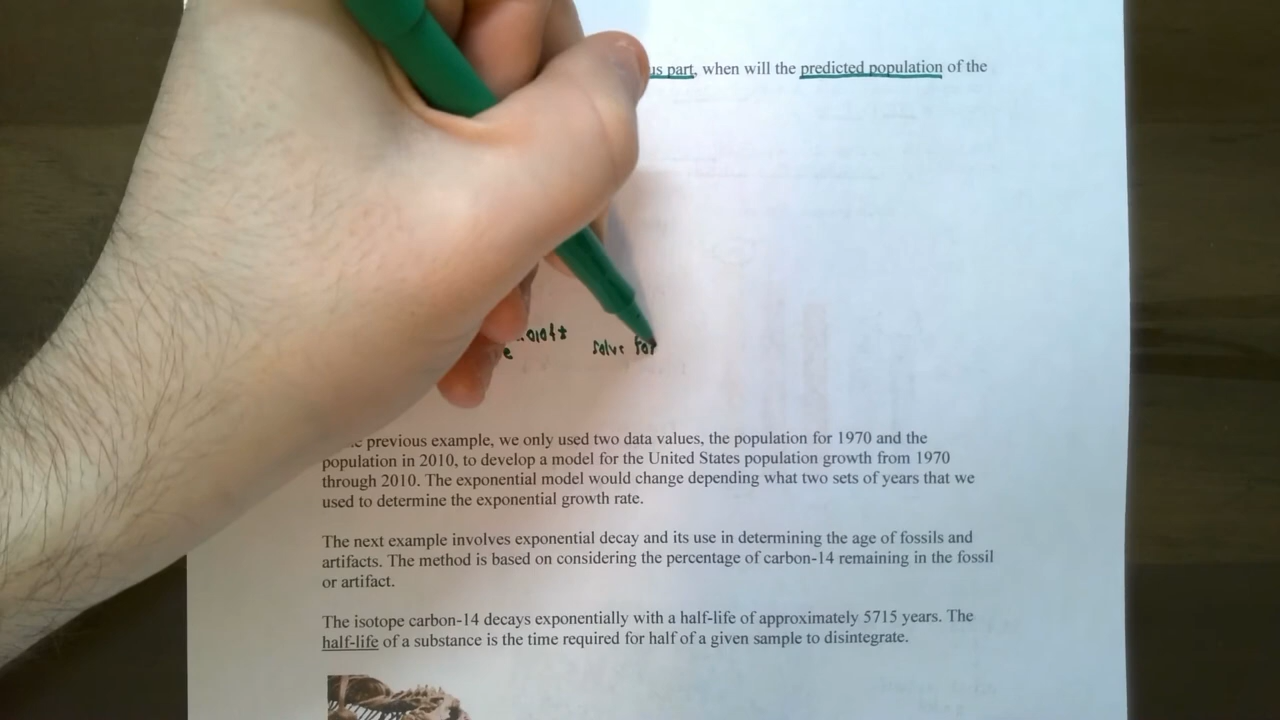 us part, when will the predicted population of the
.0104t
e solve for
previous example, we only used two data values, the population for 1970 and the
population in 2010, to develop a model for the United States population growth from 1970
through 2010. The exponential model would change depending what two sets of years that we
used to determine the exponential growth rate.
The next example involves exponential decay and its use in determining the age of fossils and
artifacts. The method is based on considering the percentage of carbon-14 remaining in the fossil
or artifact.
The isotope carbon-14 decays exponentially with a half-life of approximately 5715 years. The
half-life of a substance is the time required for half of a given sample to disintegrate.